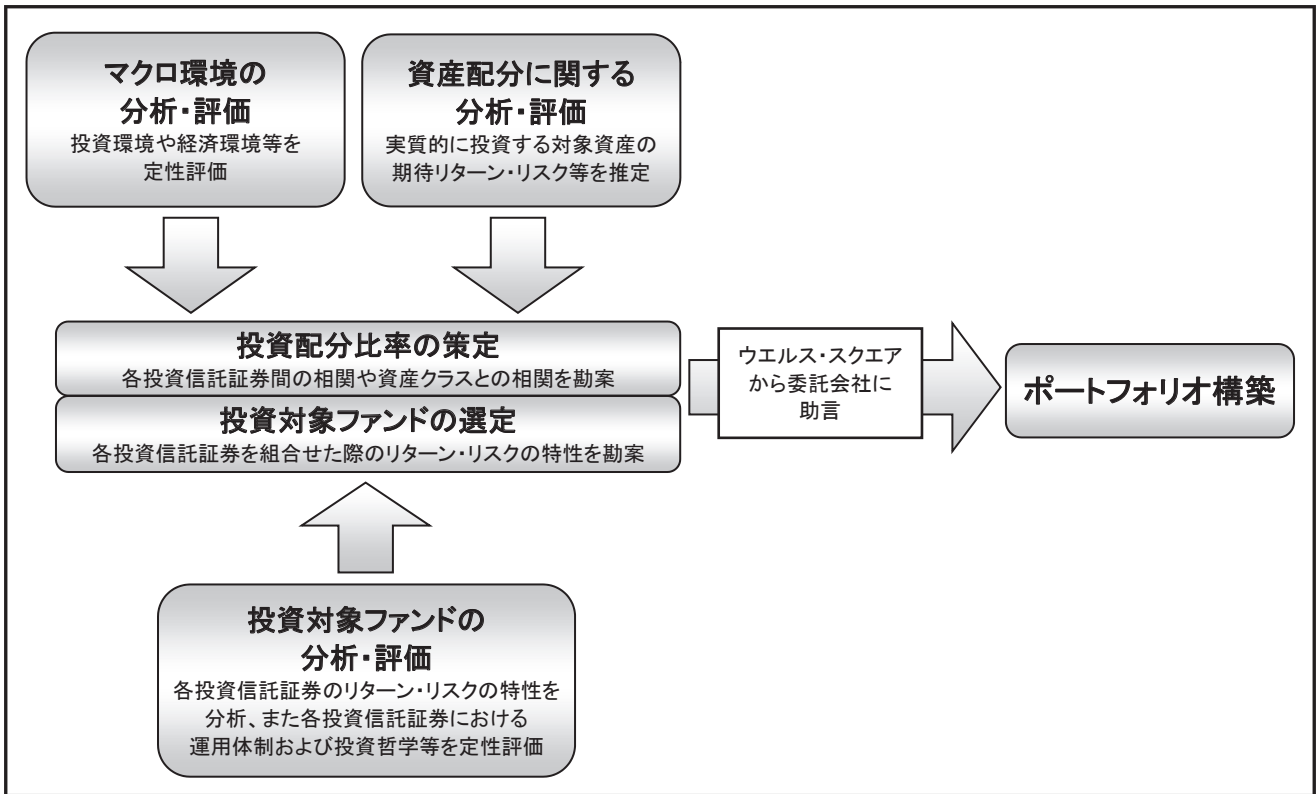 マクロ環境の
分析・評価
投資環境や経済環境等を
定性評価
資産配分に関する
分析・評価
実質的に投資する対象資産の
期待リターン・リスク等を推定
投資配分比率の策定
各投資信託証券間の相関や資産クラスとの相関を勘案
投資対象ファンドの選定
各投資信託証券を組合せた際のリターン・リスクの特性を勘案
ウエルス・スクエア
から委託会社に
助言
ポートフォリオ構築
投資対象ファンドの
分析・評価
各投資信託証券のリターン・リスクの特性を
分析、また各投資信託証券における
運用体制および投資哲学等を定性評価